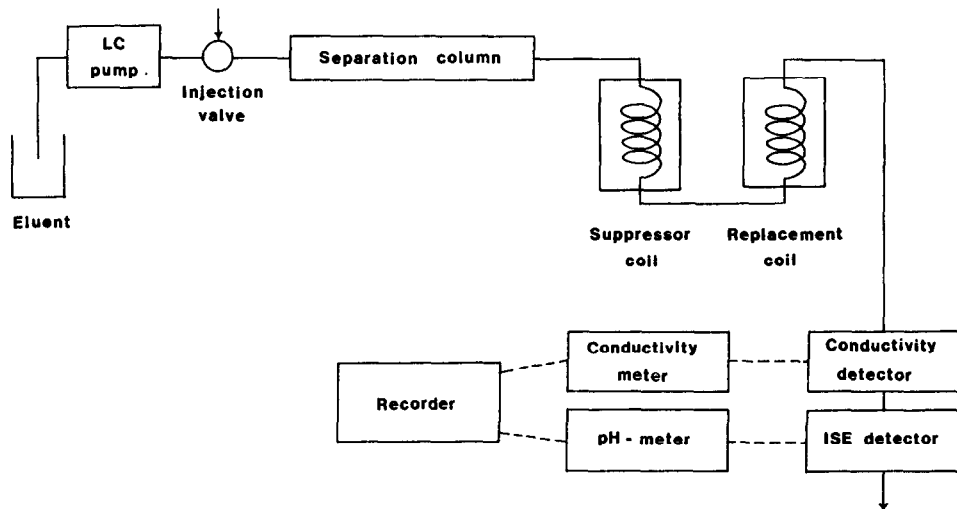 LC
pump.
Injection
valve
Separation column
Eluent
Suppressor
coil
Replacement
coil
Conductivity
meter
Conductivity
detector
Recorder
pH-meter
ISE detector